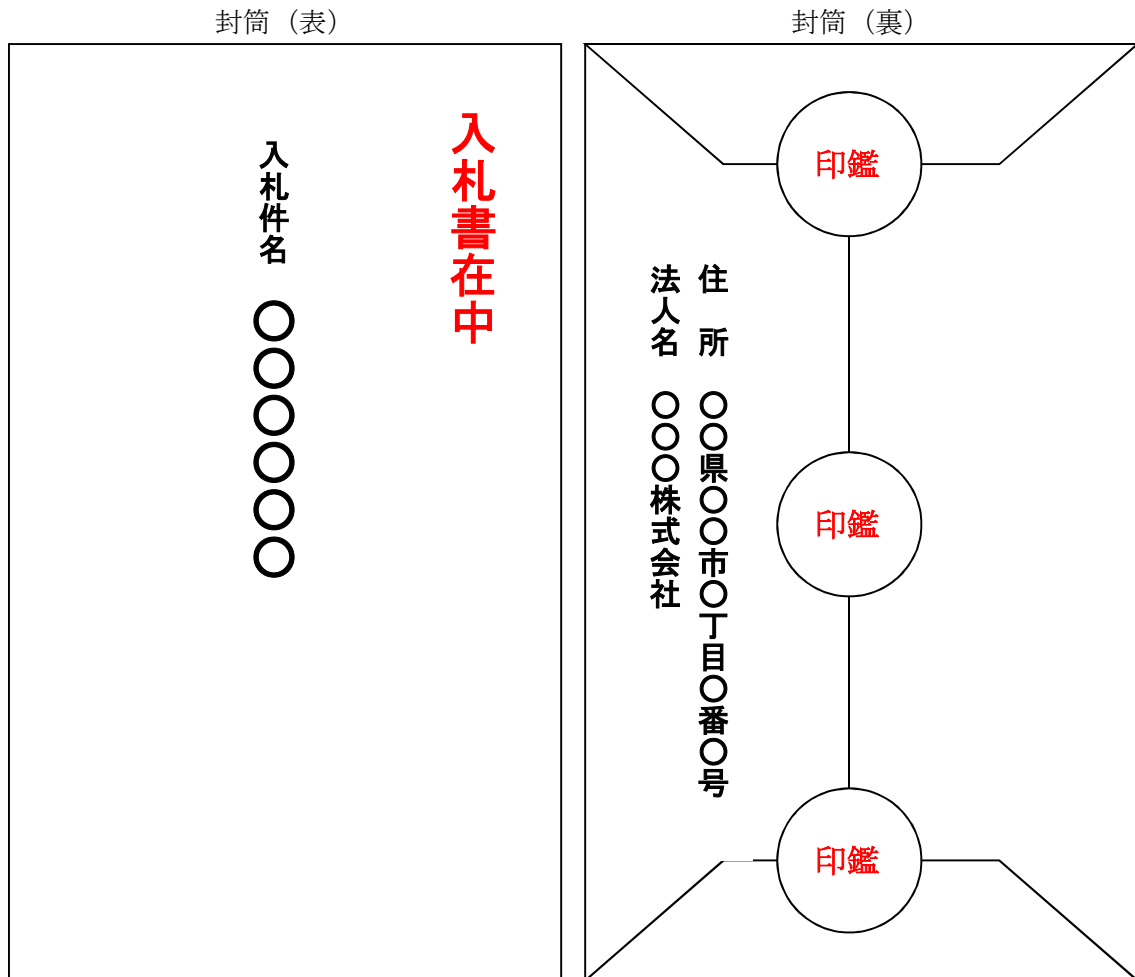 封筒（表）
入札書在中
入札件名　〇〇〇〇〇〇
封筒（裏）
印鑑
住　所　〇〇県〇〇市〇丁目〇番〇号
法人名　〇〇〇株式会社
印鑑
印鑑